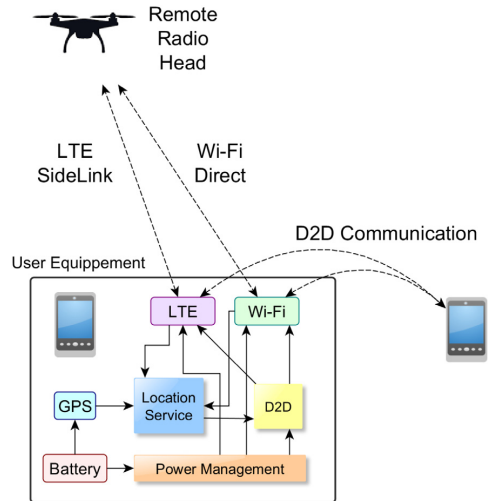 Remote
Radio
Head
LTE
SideLink
Wi-Fi
Direct
D2D Communication
User Equippement
LTE
Wi-Fi
GPS
Location
Service
D2D
Battery
Power Management